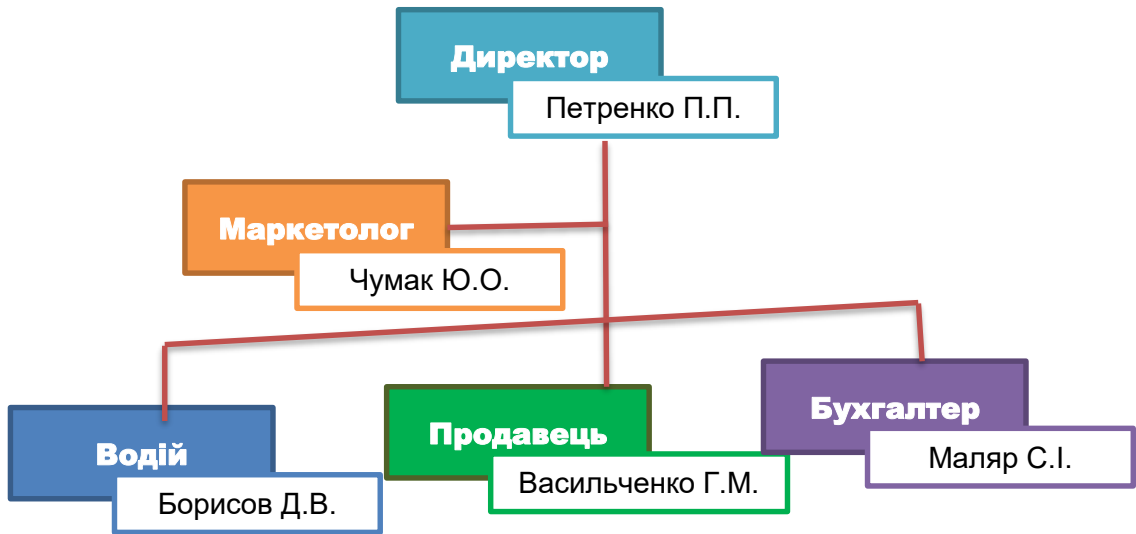 Директор
Петренко П.П.
Маркетолог
Чумак Ю.О.
Водій
Борисов Д.В.
Продавець
Васильченко Г.М.
Бухгалтер
Маляр С.І.